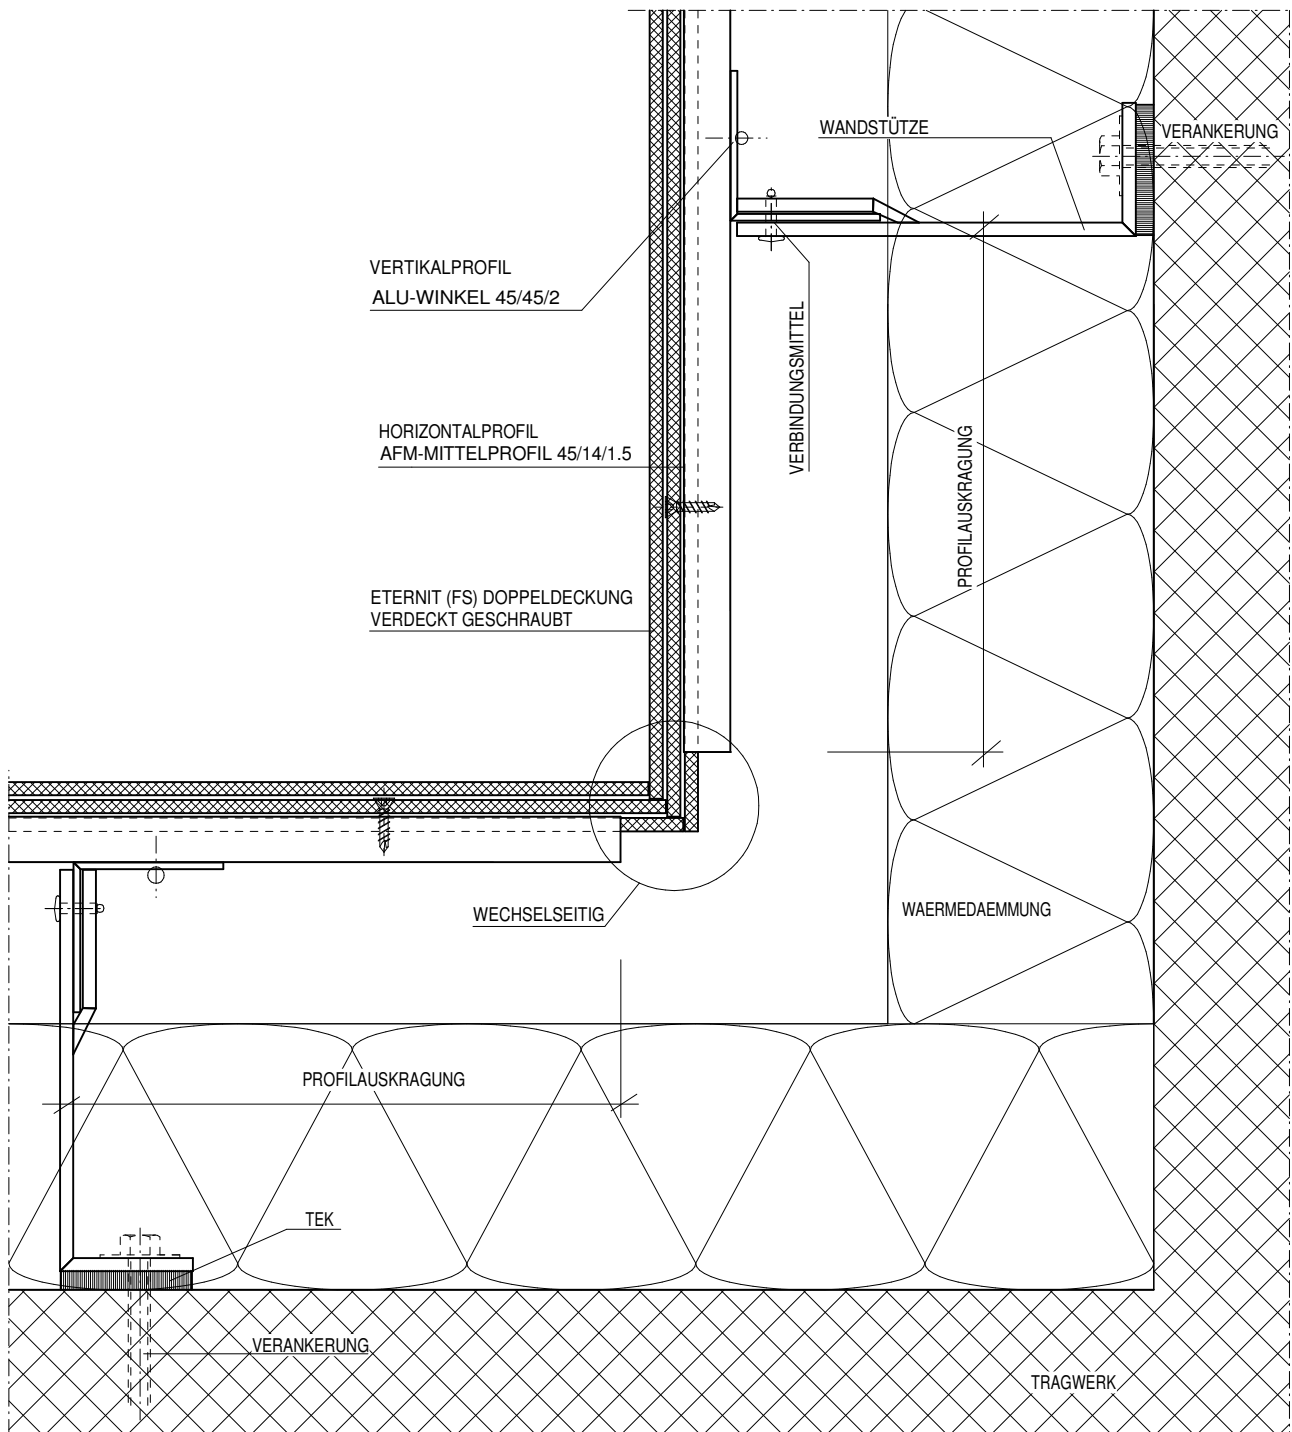 WANDSTÜTZE
VERANKERUNG
VERTIKALPROFIL
ALU-WINKEL 45/45/2
VERBINDUNGSMITTEL
HORIZONTALPROFIL
AFM-MITTELPROFIL 45/14/1.5
PROFILAUSKRAGUNG
ETERNIT (FS) DOPPELDECKUNG
VERDECKT GESCHRAUBT
WECHSELSEITIG
WAERMEDAEMMUNG
PROFILAUSKRAGUNG
TEK
VERANKERUNG
TRAGWERK